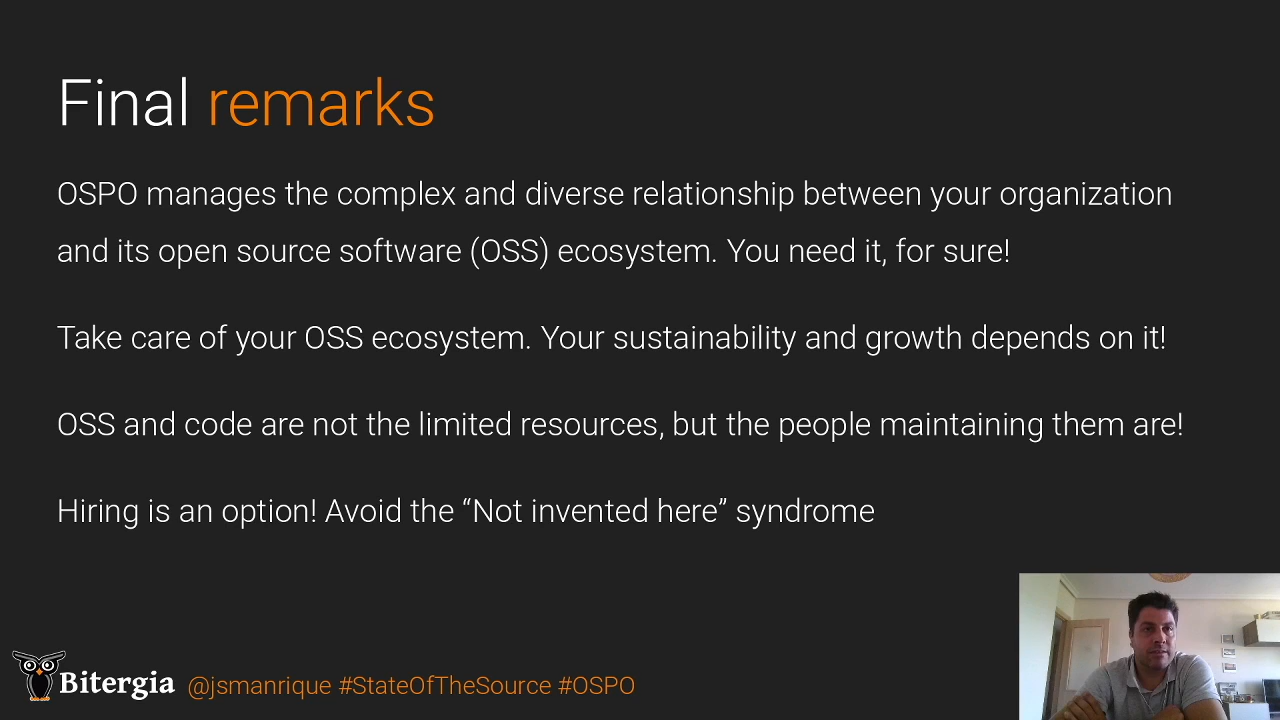 Final remarks
OSPO manages the complex and diverse relationship between your organization
and its open source software (OSS) ecosystem. You need it, for sure!
Take care of your OSS ecosystem. Your sustainability and growth depends on it!
OSS and code are not the limited resources, but the people maintaining them are!
Hiring is an option! Avoid the “Not invented here” syndrome
Bitergia @jsmanrique #StateOfTheSource #OSPO